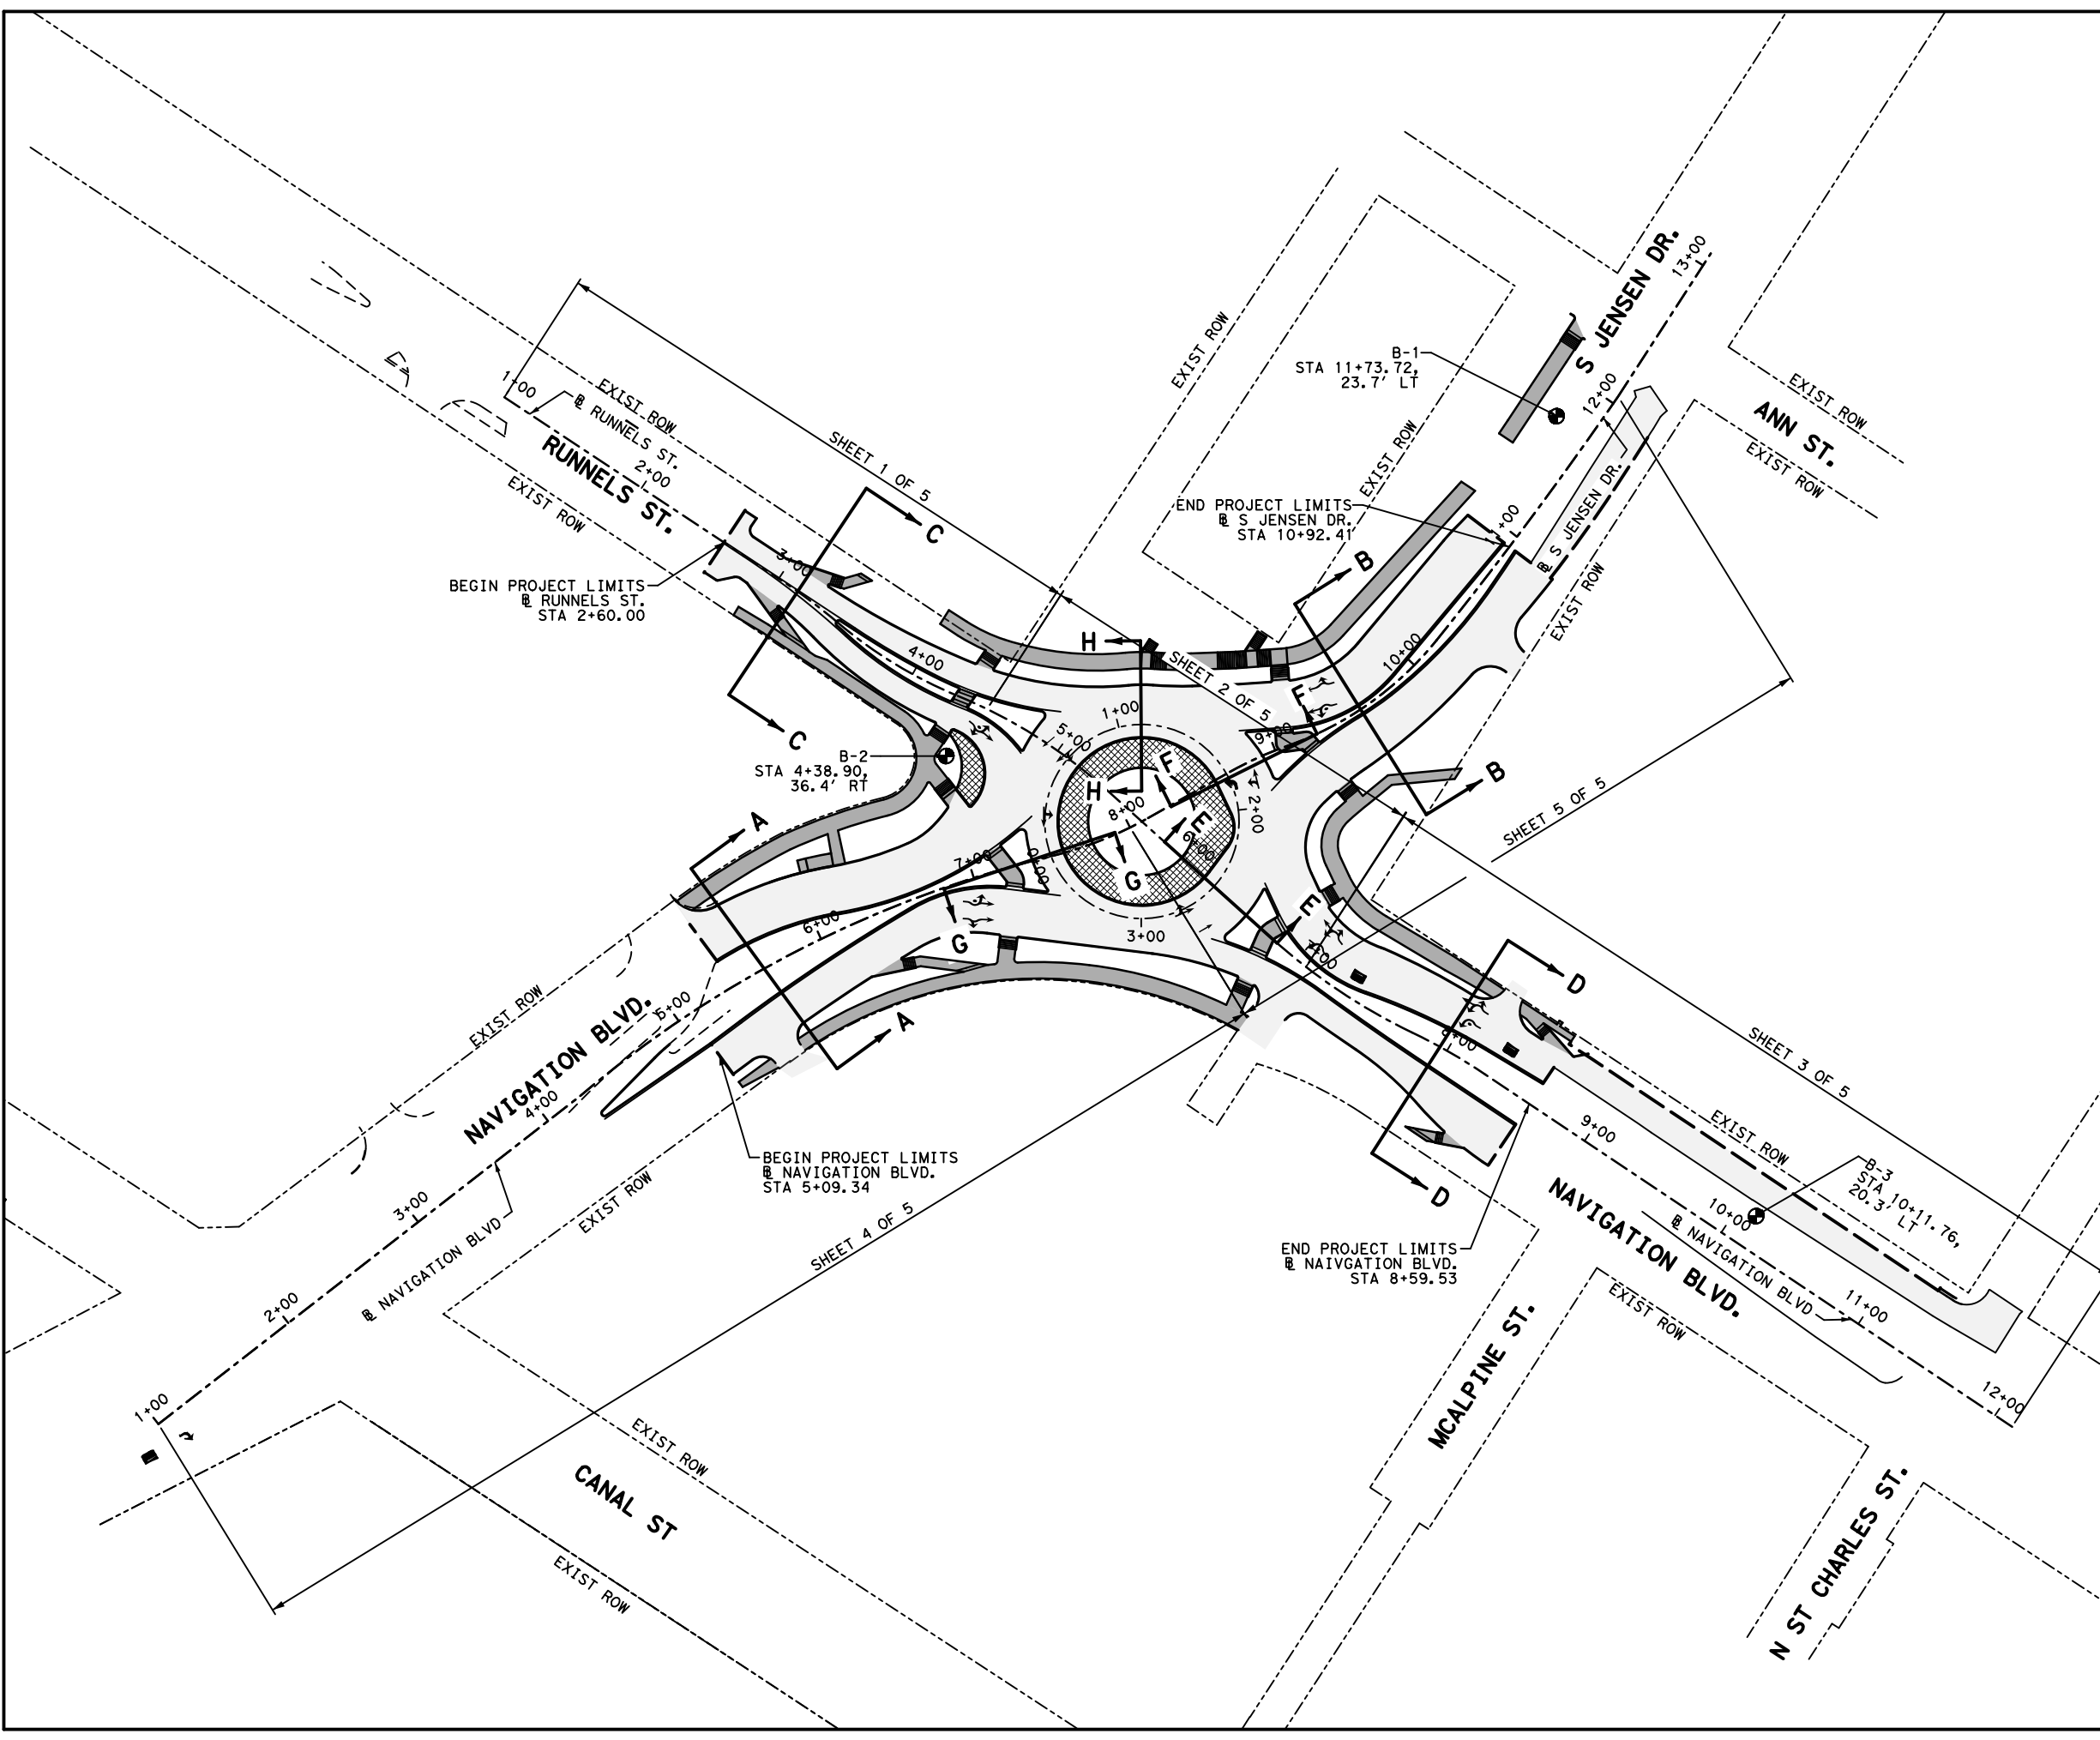 S JENSEN DR.
13+00
12+00
B-1
STA 11+73.72,
23.7' LT
EXIST ROW
EXIST ROW
ANN ST.
EXIST ROW
EXIST ROW
℄ S JENSEN DR.
EXIST ROW
+00
END PROJECT LIMITS
℄ S JENSEN DR.
STA 10+92.41
1+00
EXIST ROW
℄ RUNNELS ST.
2+00
RUNNELS ST.
EXIST ROW
SHEET 1 OF 5
C
3+00
BEGIN PROJECT LIMITS
℄ RUNNELS ST.
STA 2+60.00
4+00
C
B
10+00
H
SHEET 2 OF 5
F
1+00
5+00
9+00
B-2
STA 4+38.90,
36.4' RT
F
H
8+00
E
6+00
2+00
B
SHEET 5 OF 5
A
7+00
0+00
G
6+00
G
3+00
E
7+00
D
A
EXIST ROW
NAVIGATION BLVD.
5+00
4+00
8+00
SHEET 3 OF 5
9+00
EXIST ROW
BEGIN PROJECT LIMITS
℄ NAVIGATION BLVD.
STA 5+09.34
D
B-3
STA 10+11.76,
20.3' LT
3+00
EXIST ROW
℄ NAVIGATION BLVD
SHEET 4 OF 5
END PROJECT LIMITS
℄ NAIVGATION BLVD.
STA 8+59.53
NAVIGATION BLVD.
10+00
℄ NAVIGATION BLVD
11+00
2+00
EXIST ROW
MCALPINE ST.
12+00
1+00
EXIST ROW
CANAL ST
EXIST ROW
N ST CHARLES ST.